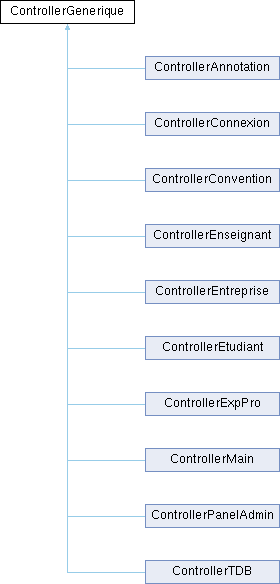 ControllerGenerique
ControllerAnnotation
ControllerConnexion
ControllerConvention
ControllerEnseignant
ControllerEntreprise
ControllerEtudiant
ControllerExpPro
ControllerMain
ControllerPanelAdmin
ControllerTDB